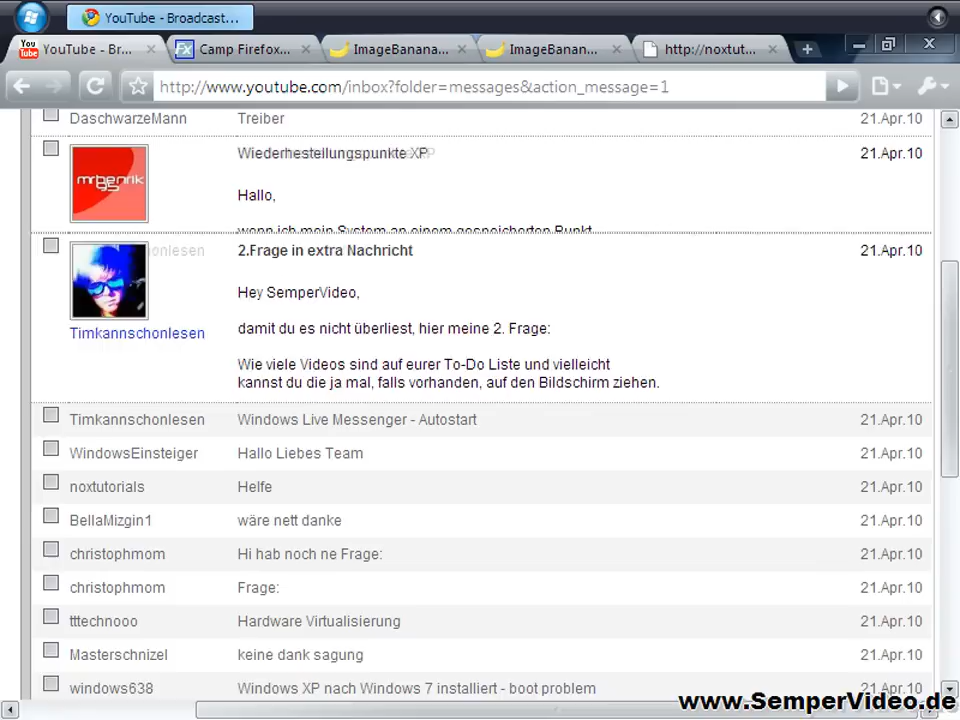 YouTube - Broadcast...
YouTube - Br...
Camp Firefox...
ImageBanana...
ImageBanan...
http://noxtut...
http://www.youtube.com/inbox?folder=messages&action_message=1
DaschwarzeMann Treiber 21.Apr.10
Wiederherstellungspunkte XP 21.Apr.10
mrhenrik
Hallo,
wenn ich mein System an einem gespeicherten Punkt
2.Frage in extra Nachricht 21.Apr.10
Hey SemperVideo,
damit du es nicht überliest, hier meine 2. Frage:
Timkannschonlesen
Wie viele Videos sind auf eurer To-Do Liste und vielleicht
kannst du die ja mal, falls vorhanden, auf den Bildschirm ziehen.
Timkannschonlesen Windows Live Messenger - Autostart 21.Apr.10
WindowsEinsteiger Hallo Liebes Team 21.Apr.10
noxtutorials Helfe 21.Apr.10
BellaMizgin1 wäre nett danke 21.Apr.10
christophmom Hi hab noch ne Frage: 21.Apr.10
christophmom Frage: 21.Apr.10
tttechnooo Hardware Virtualisierung 21.Apr.10
Masterschnizel keine dank sagung 21.Apr.10
windows638 Windows XP nach Windows 7 installiert - boot problem
www.SemperVideo.de